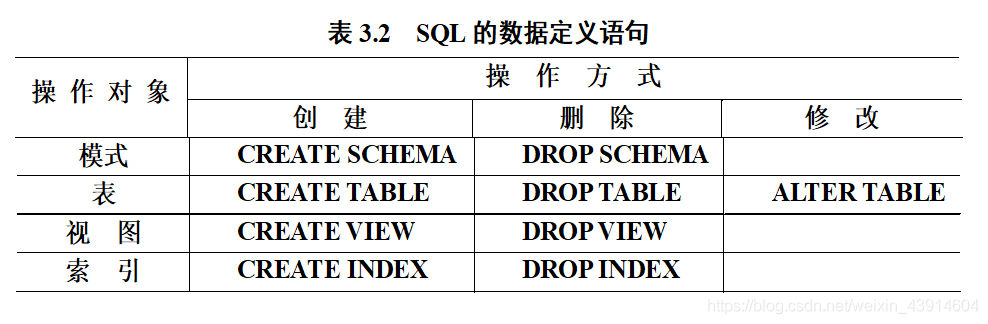 表 3.2 SQL 的数据定义语句
操 作 对 象
操 作 方 式
创 建 删 除 修 改
模式 CREATE SCHEMA DROP SCHEMA
表 CREATE TABLE DROP TABLE ALTER TABLE
视 图 CREATE VIEW DROP VIEW
索 引 CREATE INDEX DROP INDEX
https://blog.csdn.net/weixin_43914604